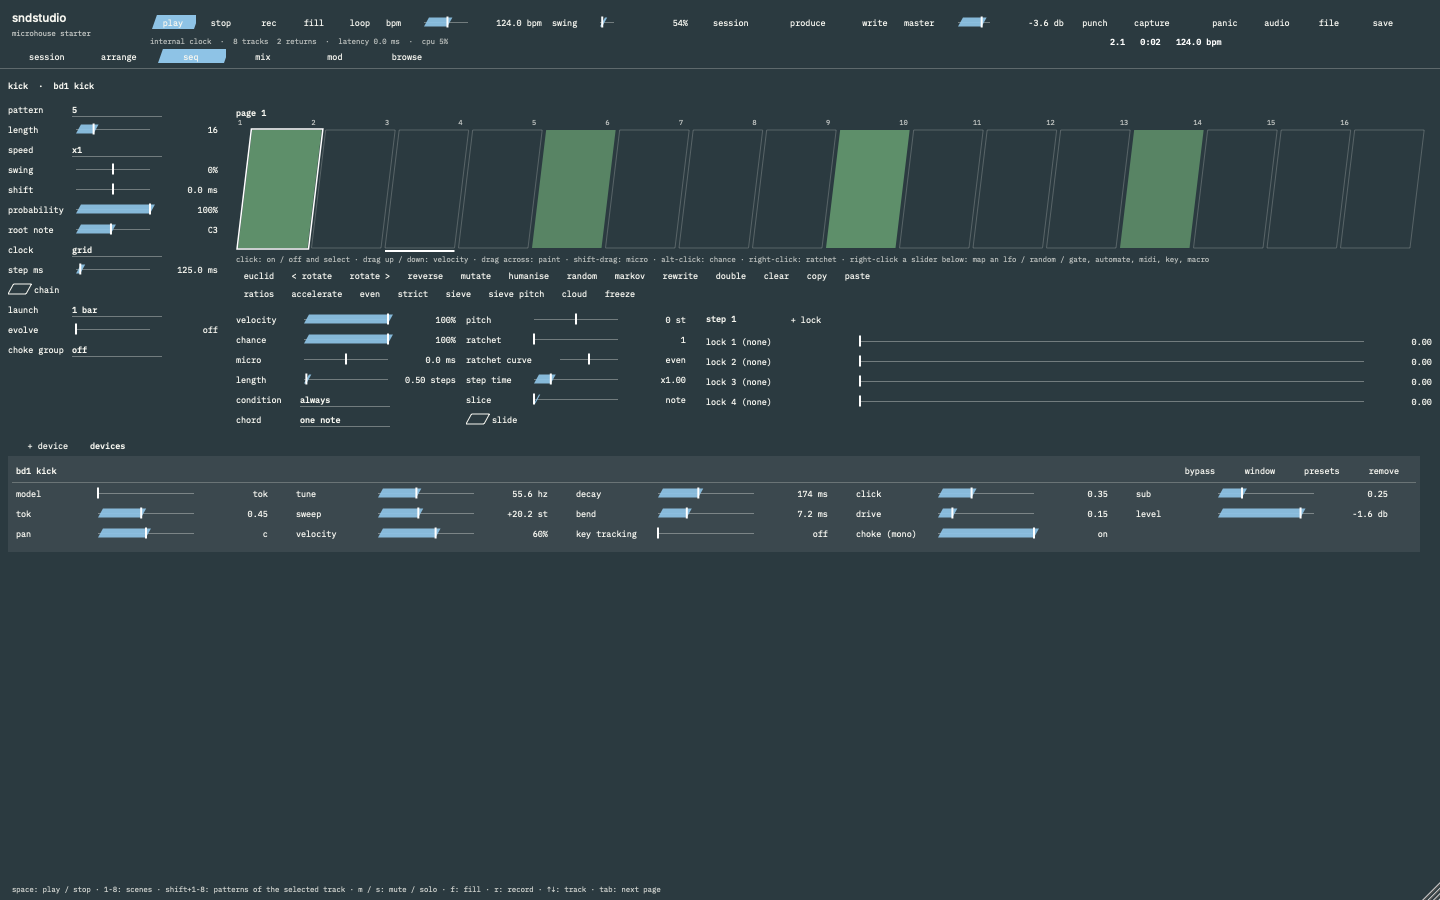 sndstudio
microhouse starter
play stop rec fill loop bpm 124.0 bpm swing 54% session produce write master -3.6 db punch capture panic audio file save
internal clock · 8 tracks 2 returns · latency 0.0 ms · cpu 5%
2.1 0:02 124.0 bpm
session arrange seq mix mod browse
kick · bd1 kick
pattern 5
length 16
speed x1
swing 0%
shift 0.0 ms
probability 100%
root note C3
clock grid
step ms 125.0 ms
chain
launch 1 bar
evolve off
choke group off
page 1
1 2 3 4 5 6 7 8 9 10 11 12 13 14 15 16
click: on / off and select · drag up / down: velocity · drag across: paint · shift-drag: micro · alt-click: chance · right-click: ratchet · right-click a slider below: map an lfo / random / gate, automate, midi, key, macro
euclid < rotate rotate > reverse mutate humanise random markov rewrite double clear copy paste
ratios accelerate even strict sieve sieve pitch cloud freeze
velocity 100% pitch 0 st step 1 + lock
chance 100% ratchet 1 lock 1 (none) 0.00
micro 0.0 ms ratchet curve even lock 2 (none) 0.00
length 0.50 steps step time x1.00 lock 3 (none) 0.00
condition always slice note lock 4 (none) 0.00
chord one note slide
+ device devices
bd1 kick bypass window presets remove
model tok tune 55.6 hz decay 174 ms click 0.35 sub 0.25
tok 0.45 sweep +20.2 st bend 7.2 ms drive 0.15 level -1.6 db
pan c velocity 60% key tracking off choke (mono) on
space: play / stop · 1-8: scenes · shift+1-8: patterns of the selected track · m / s: mute / solo · f: fill · r: record · ↑↓: track · tab: next page